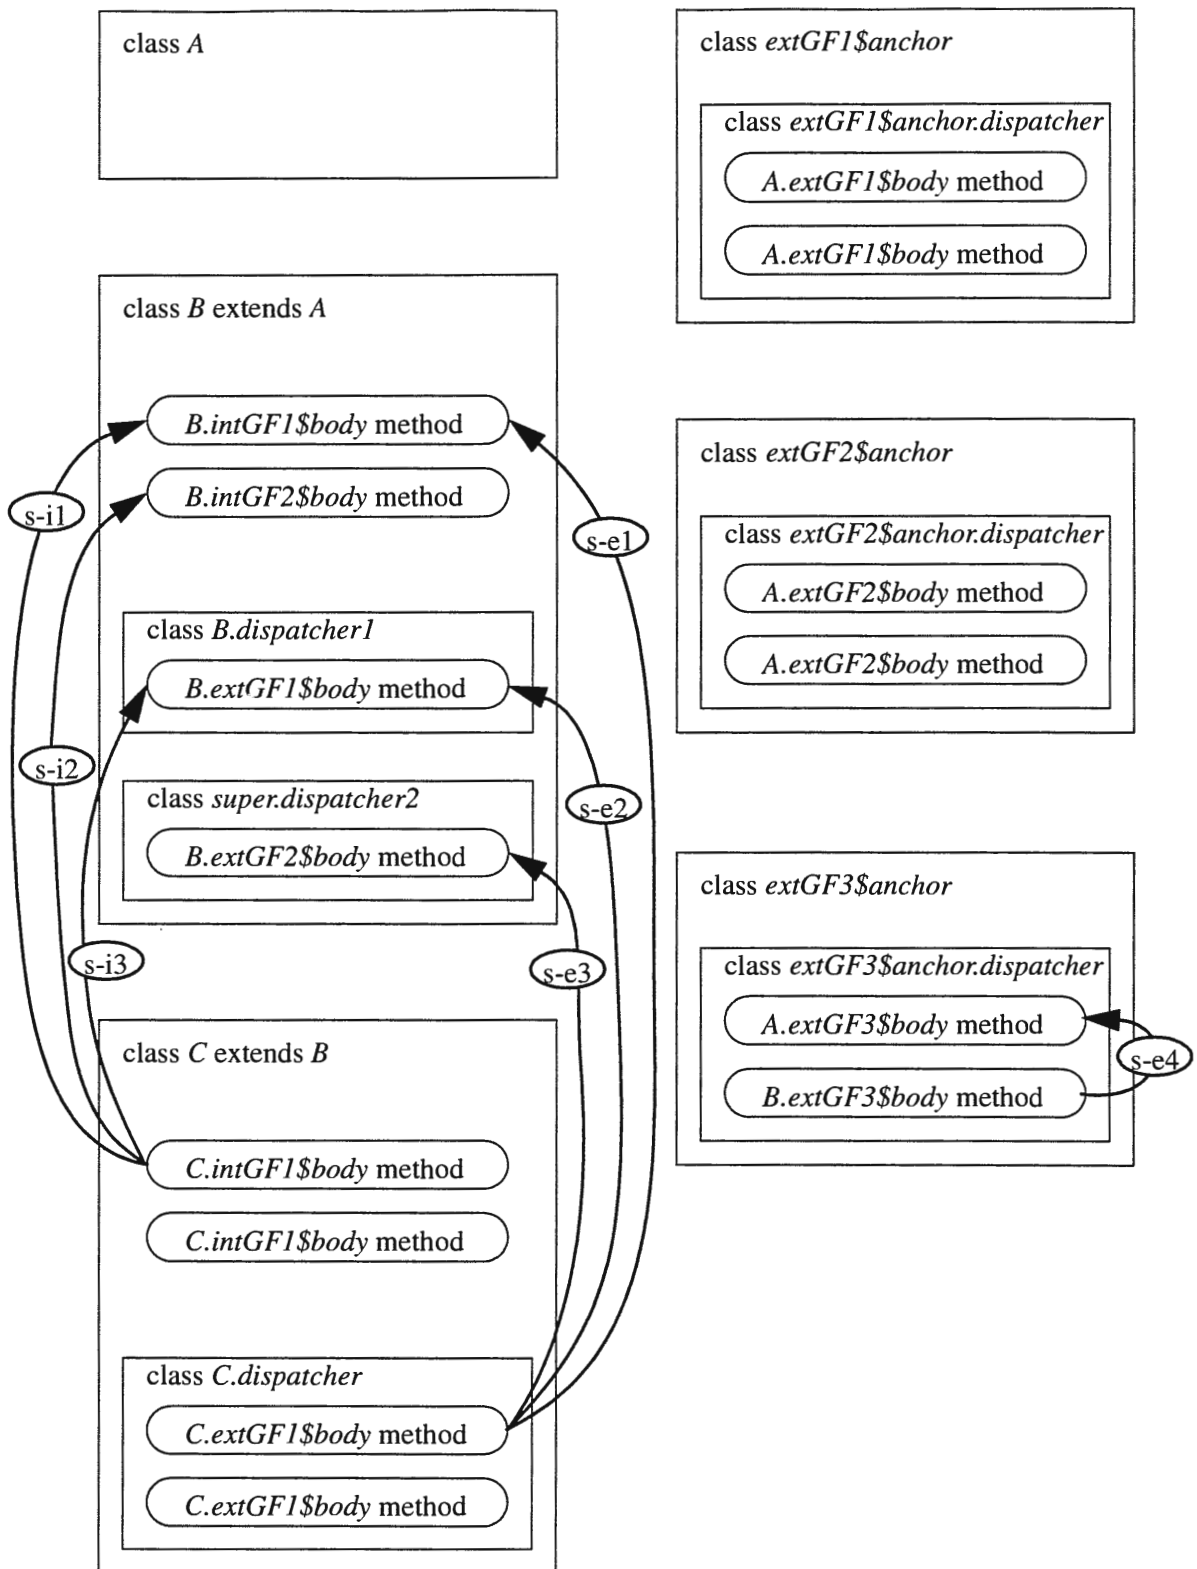 class A
class B extends A
B.intGF1$body method
B.intGF2$body method
s-i1
s-e1
class B.dispatcher1
B.extGF1$body method
s-i2
class super.dispatcher2
s-e2
B.extGF2$body method
s-i3
s-e3
class C extends B
C.intGF1$body method
C.intGF1$body method
class C.dispatcher
C.extGF1$body method
C.extGF1$body method
class extGF1$anchor
class extGF1$anchor.dispatcher
A.extGF1$body method
A.extGF1$body method
class extGF2$anchor
class extGF2$anchor.dispatcher
A.extGF2$body method
A.extGF2$body method
class extGF3$anchor
class extGF3$anchor.dispatcher
A.extGF3$body method
s-e4
B.extGF3$body method